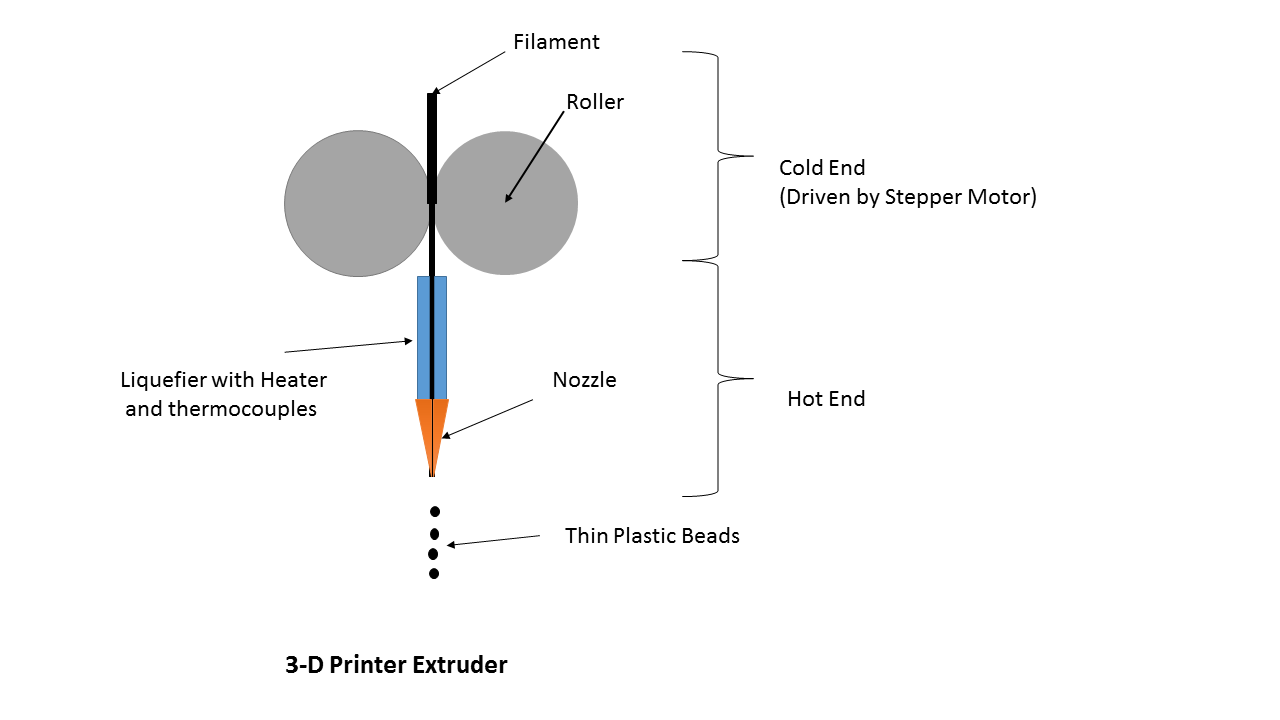 Filament
Roller
Cold End
(Driven by Stepper Motor)
Liquefier with Heater
and thermocouples
Nozzle
Hot End
Thin Plastic Beads
3-D Printer Extruder